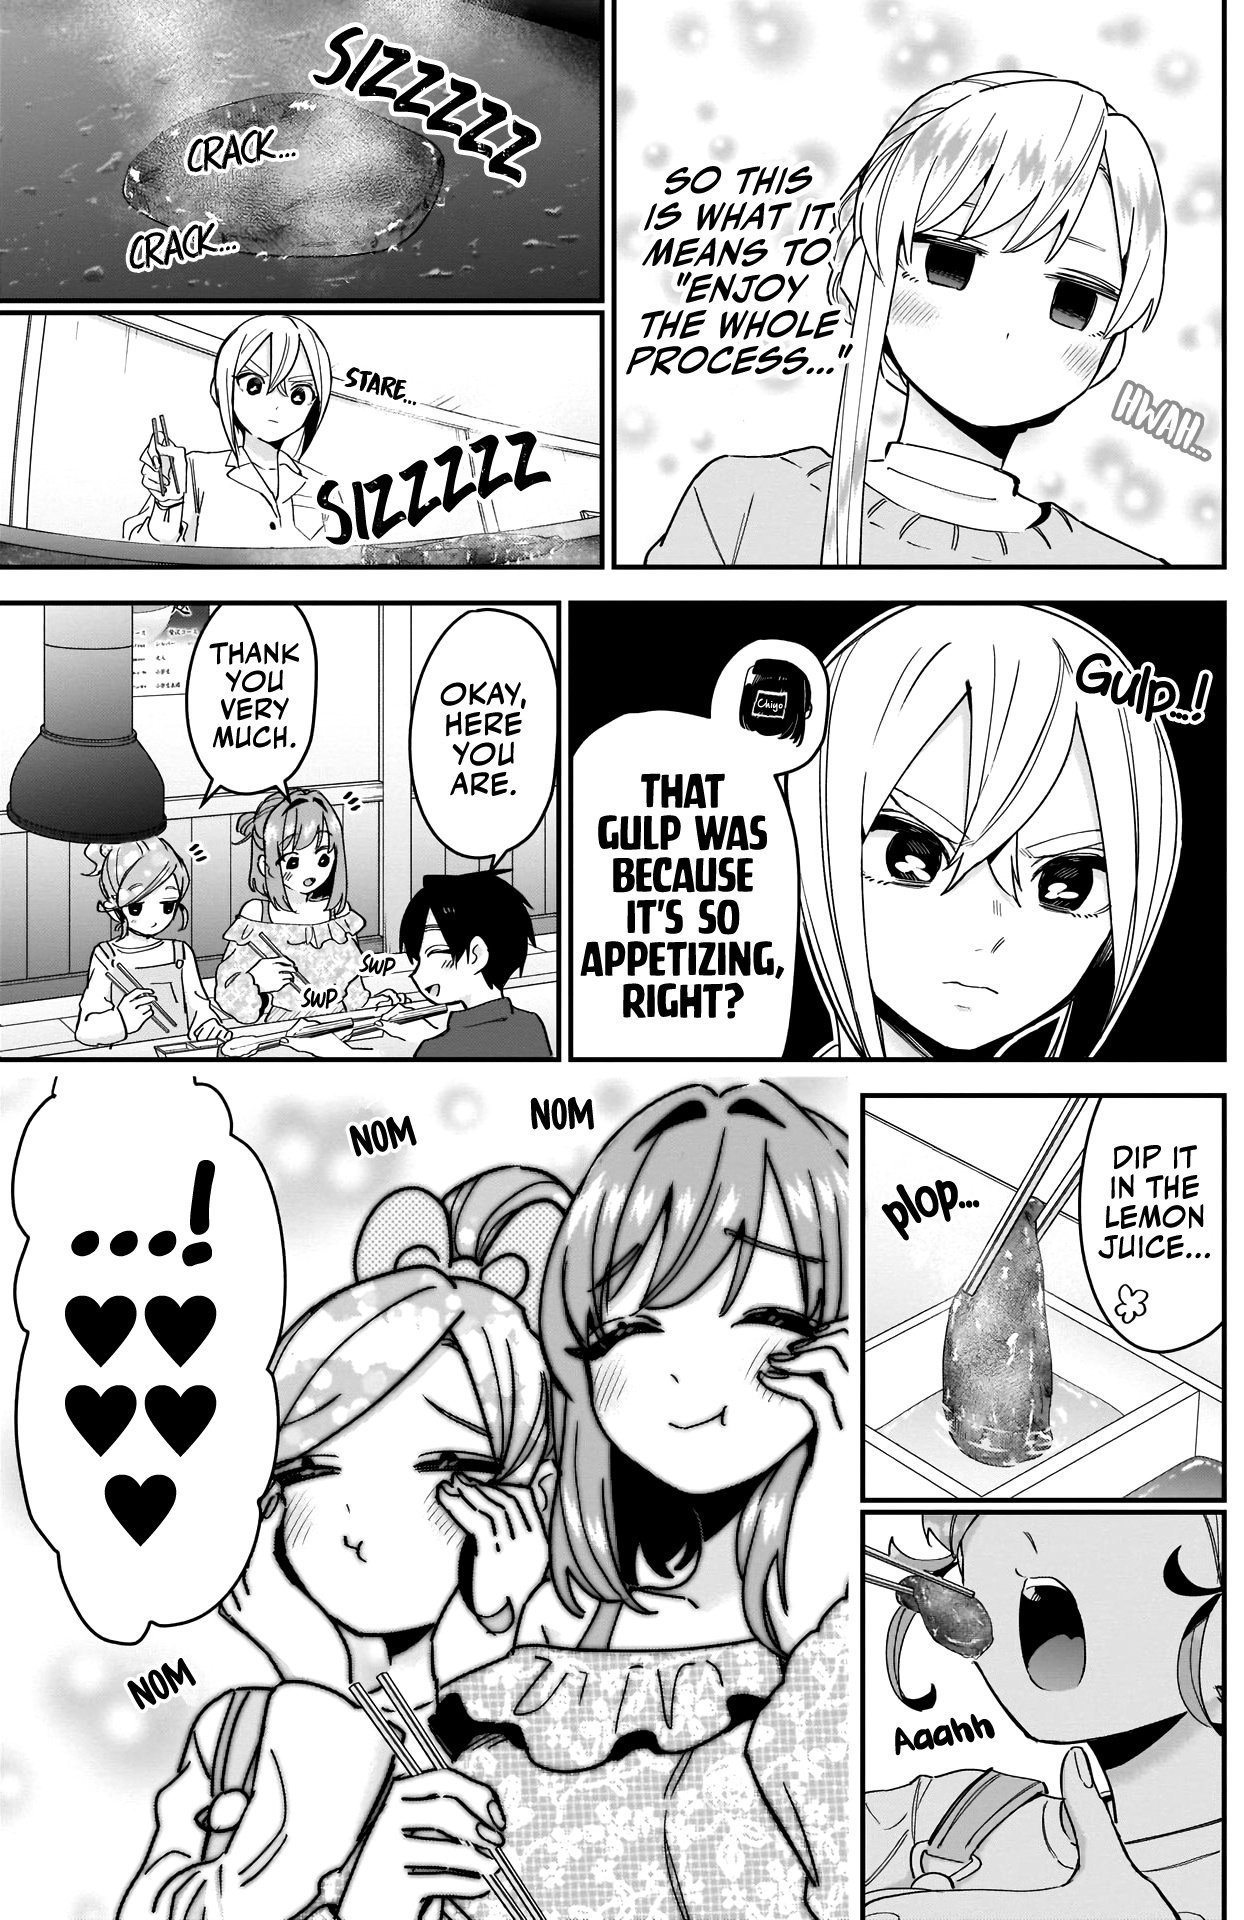 SO THIS
IS WHAT IT
MEANS TO
"ENJOY
THE WHOLE
PROCESS..."
HWAH...
SIZZZZZ
CRACK...
CRACK...
STARE...
SIZZZZZ
Gulp...!
Chiyo
THAT
GULP WAS
BECAUSE
IT'S SO
APPETIZING,
RIGHT?
OKAY,
HERE
YOU
ARE.
THANK
YOU
VERY
MUCH.
SWP
SWP
DIP IT
IN THE
LEMON
JUICE...
plop...
Aaahh
NOM
NOM
...!
♥♥
♥♥
♥
NOM